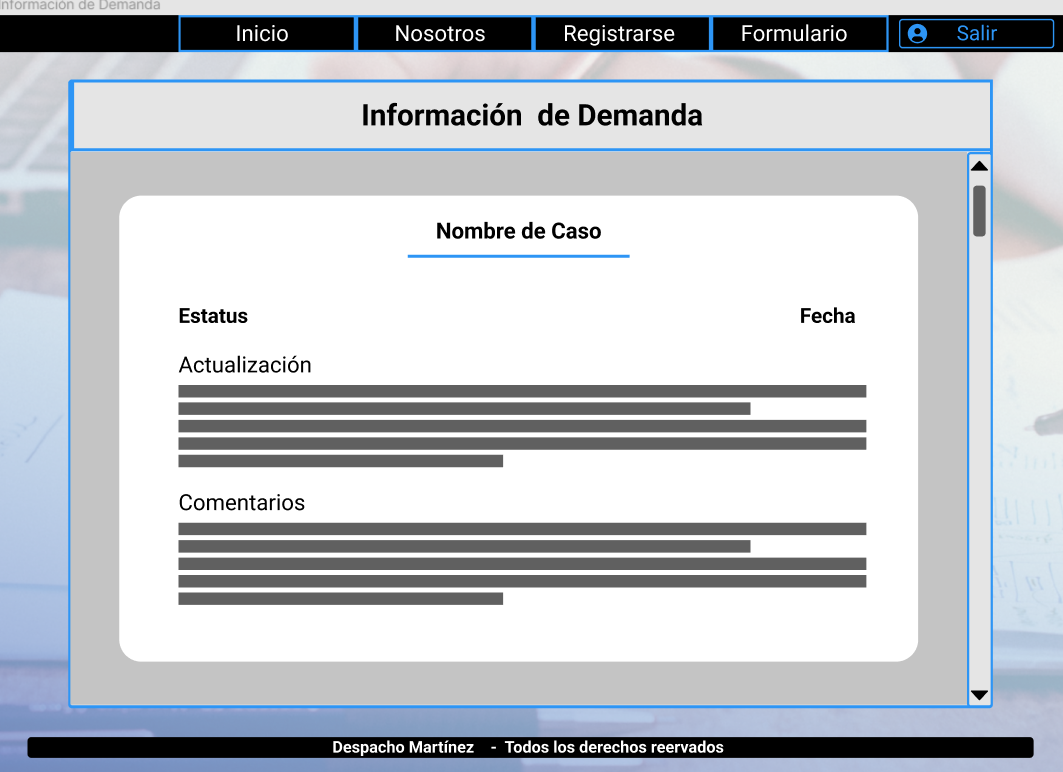 Información de Demanda
Inicio Nosotros Registrarse Formulario Salir
Información de Demanda
Nombre de Caso
Estatus Fecha
Actualización
Comentarios
Despacho Martínez - Todos los derechos reervados